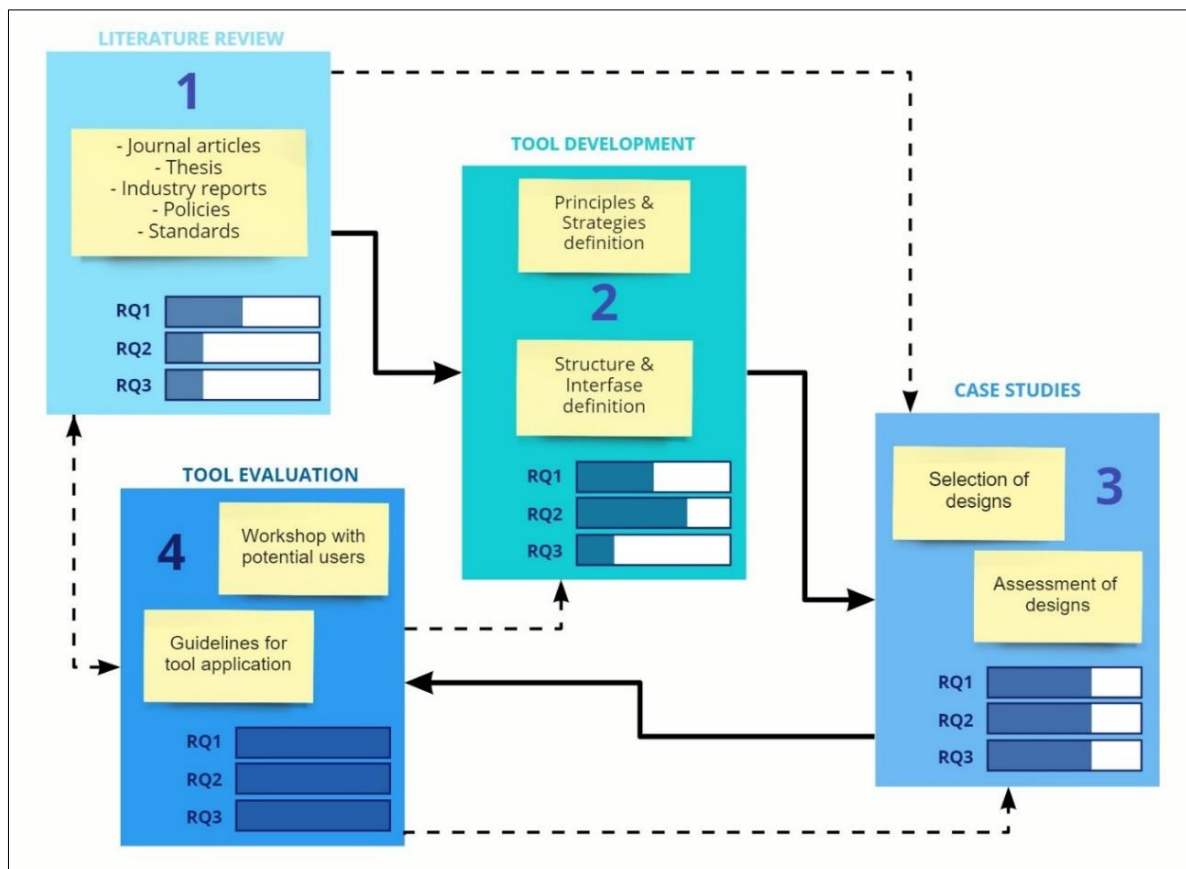 LITERATURE REVIEW
1
- Journal articles
- Thesis
- Industry reports
- Policies
- Standards
RQ1
RQ2
RQ3
TOOL DEVELOPMENT
Principles &
Strategies
definition
2
Structure &
Interfase
definition
RQ1
RQ2
RQ3
CASE STUDIES
Selection of
designs
3
Assessment of
designs
RQ1
RQ2
RQ3
TOOL EVALUATION
4
Workshop with
potential users
Guidelines for
tool application
RQ1
RQ2
RQ3